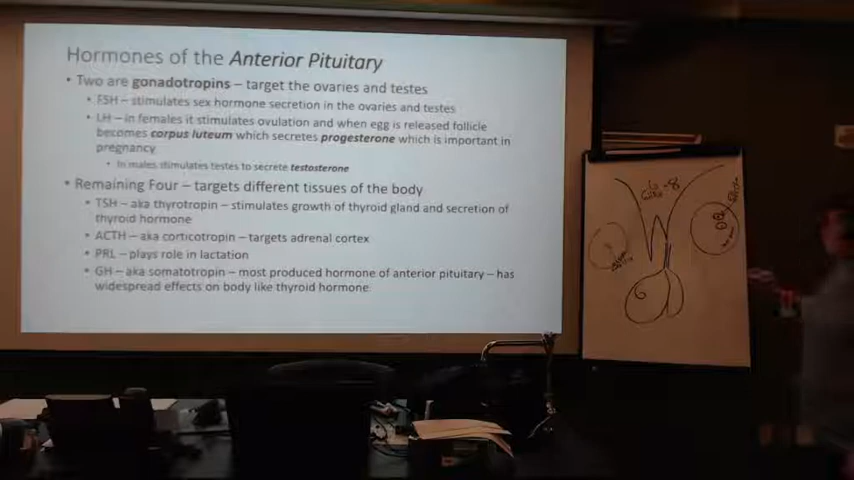 Hormones of the Anterior Pituitary
• Two are gonadotropins – target the ovaries and testes
• FSH – stimulates sex hormone secretion in the ovaries and testes
• LH – in females it stimulates ovulation and when egg is released follicle
becomes corpus luteum which secretes progesterone which is important in
pregnancy
• In males stimulates testes to secrete testosterone
• Remaining Four – targets different tissues of the body
• TSH – aka thyrotropin – stimulates growth of thyroid gland and secretion of
thyroid hormone
• ACTH – aka corticotropin – targets adrenal cortex
• PRL – plays role in lactation
• GH – aka somatotropin – most produced hormone of anterior pituitary – has
widespread effects on body like thyroid hormone